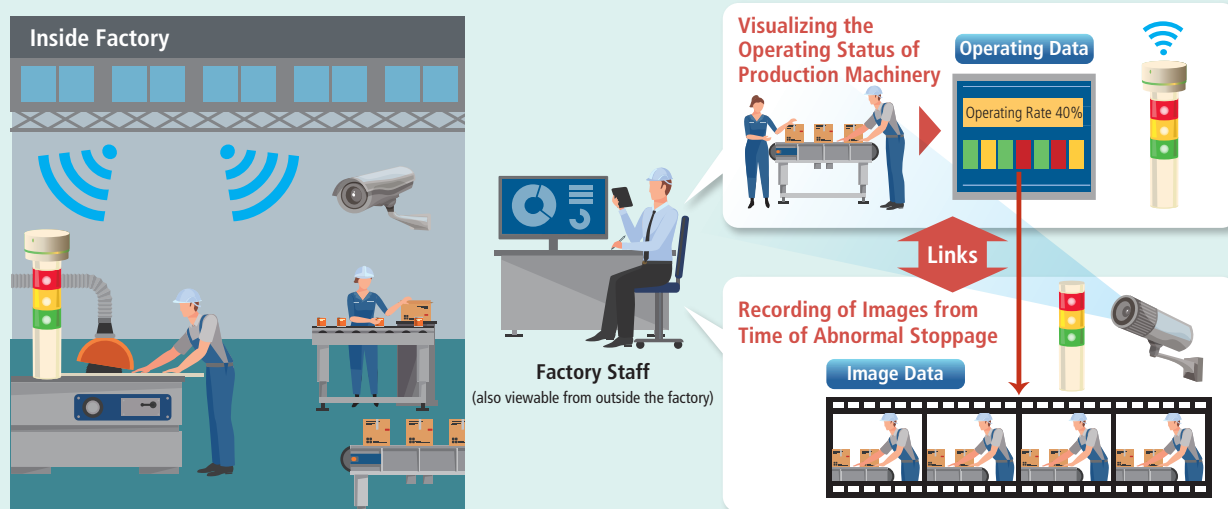 Inside Factory
Factory Staff
(also viewable from outside the factory)
Visualizing the
Operating Status of
Production Machinery
Operating Data
Operating Rate 40%
Links
Recording of Images from
Time of Abnormal Stoppage
Image Data